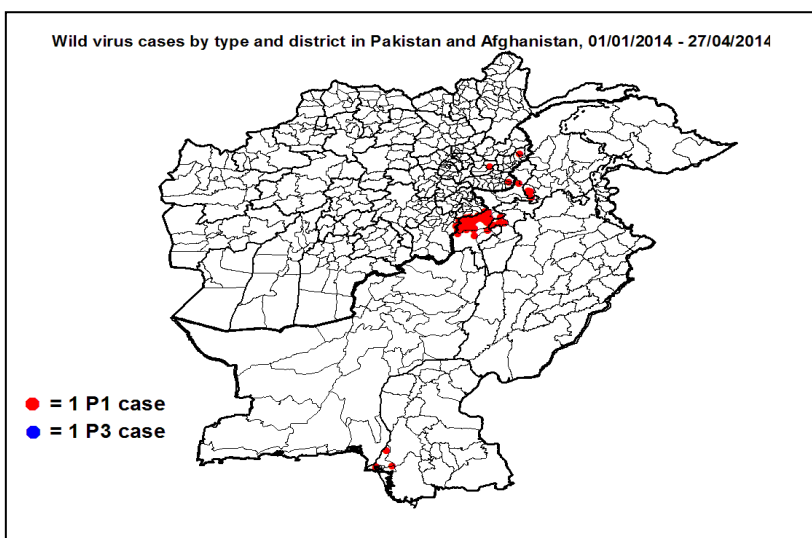 Wild virus cases by type and district in Pakistan and Afghanistan, 01/01/2014 - 27/04/2014
= 1 P1 case
= 1 P3 case